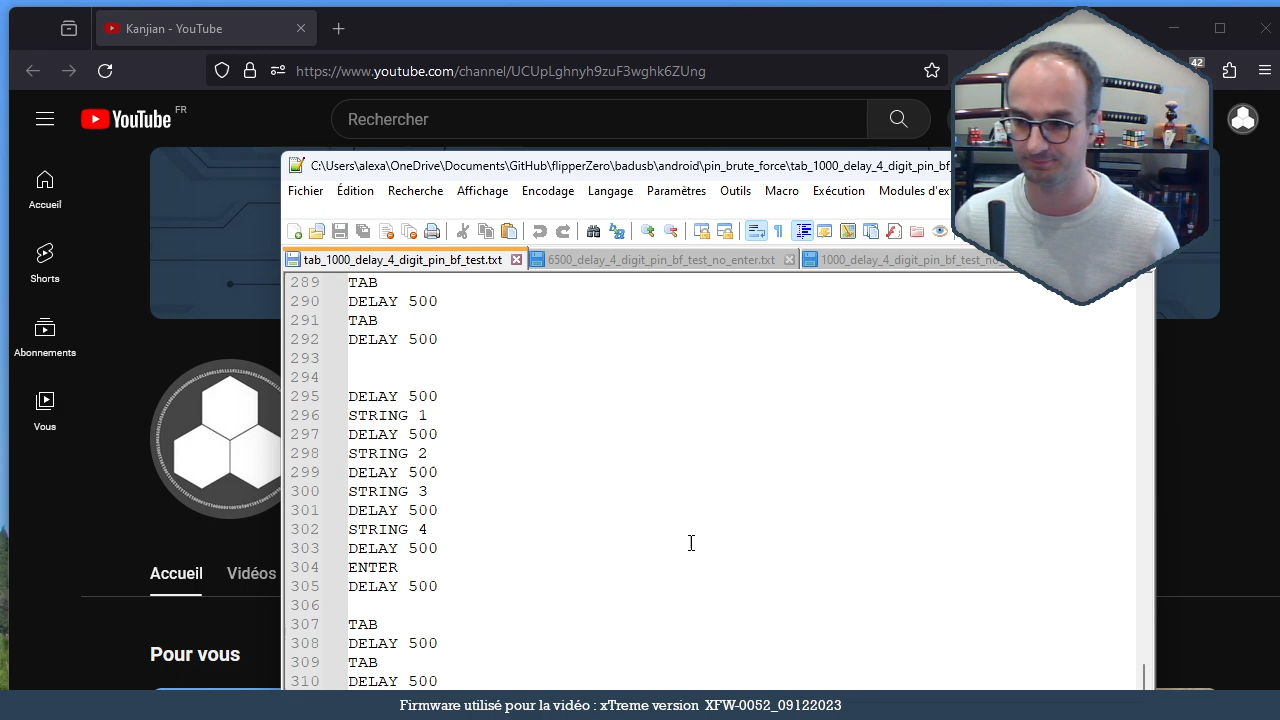 Kanjian - YouTube
https://www.youtube.com/channel/UCUpLghnyh9zuF3wghk6ZUng
42
YouTube FR
Rechercher
Accueil
Shorts
Abonnements
Vous
Accueil Vidéos
Pour vous
C:\Users\alexa\OneDrive\Documents\GitHub\flipperZero\badusb\android\pin_brute_force\tab_1000_delay_4_digit_pin_bf
Fichier Édition Recherche Affichage Encodage Langage Paramètres Outils Macro Exécution Modules d'ex
tab_1000_delay_4_digit_pin_bf_test.txt 6500_delay_4_digit_pin_bf_test_no_enter.txt 1000_delay_4_digit_pin_bf_test_no_
289 TAB
290 DELAY 500
291 TAB
292 DELAY 500
293
294
295 DELAY 500
296 STRING 1
297 DELAY 500
298 STRING 2
299 DELAY 500
300 STRING 3
301 DELAY 500
302 STRING 4
303 DELAY 500
304 ENTER
305 DELAY 500
306
307 TAB
308 DELAY 500
309 TAB
310 DELAY 500
Firmware utilisé pour la vidéo : xTreme version XFW-0052_09122023